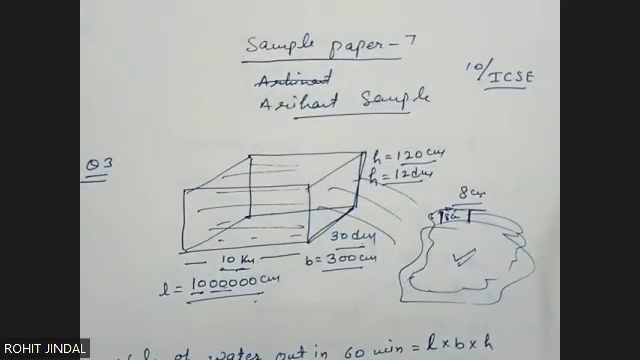 Sample paper-7
10/ICSE
Arihant
Arihant Sample
Q3
h = 120 cm
h = 12 dm
8 cm
30 dm
10 Km
b = 300 cm
l = 1000000 cm
of water out in 60 min = l x b x h
ROHIT JINDAL